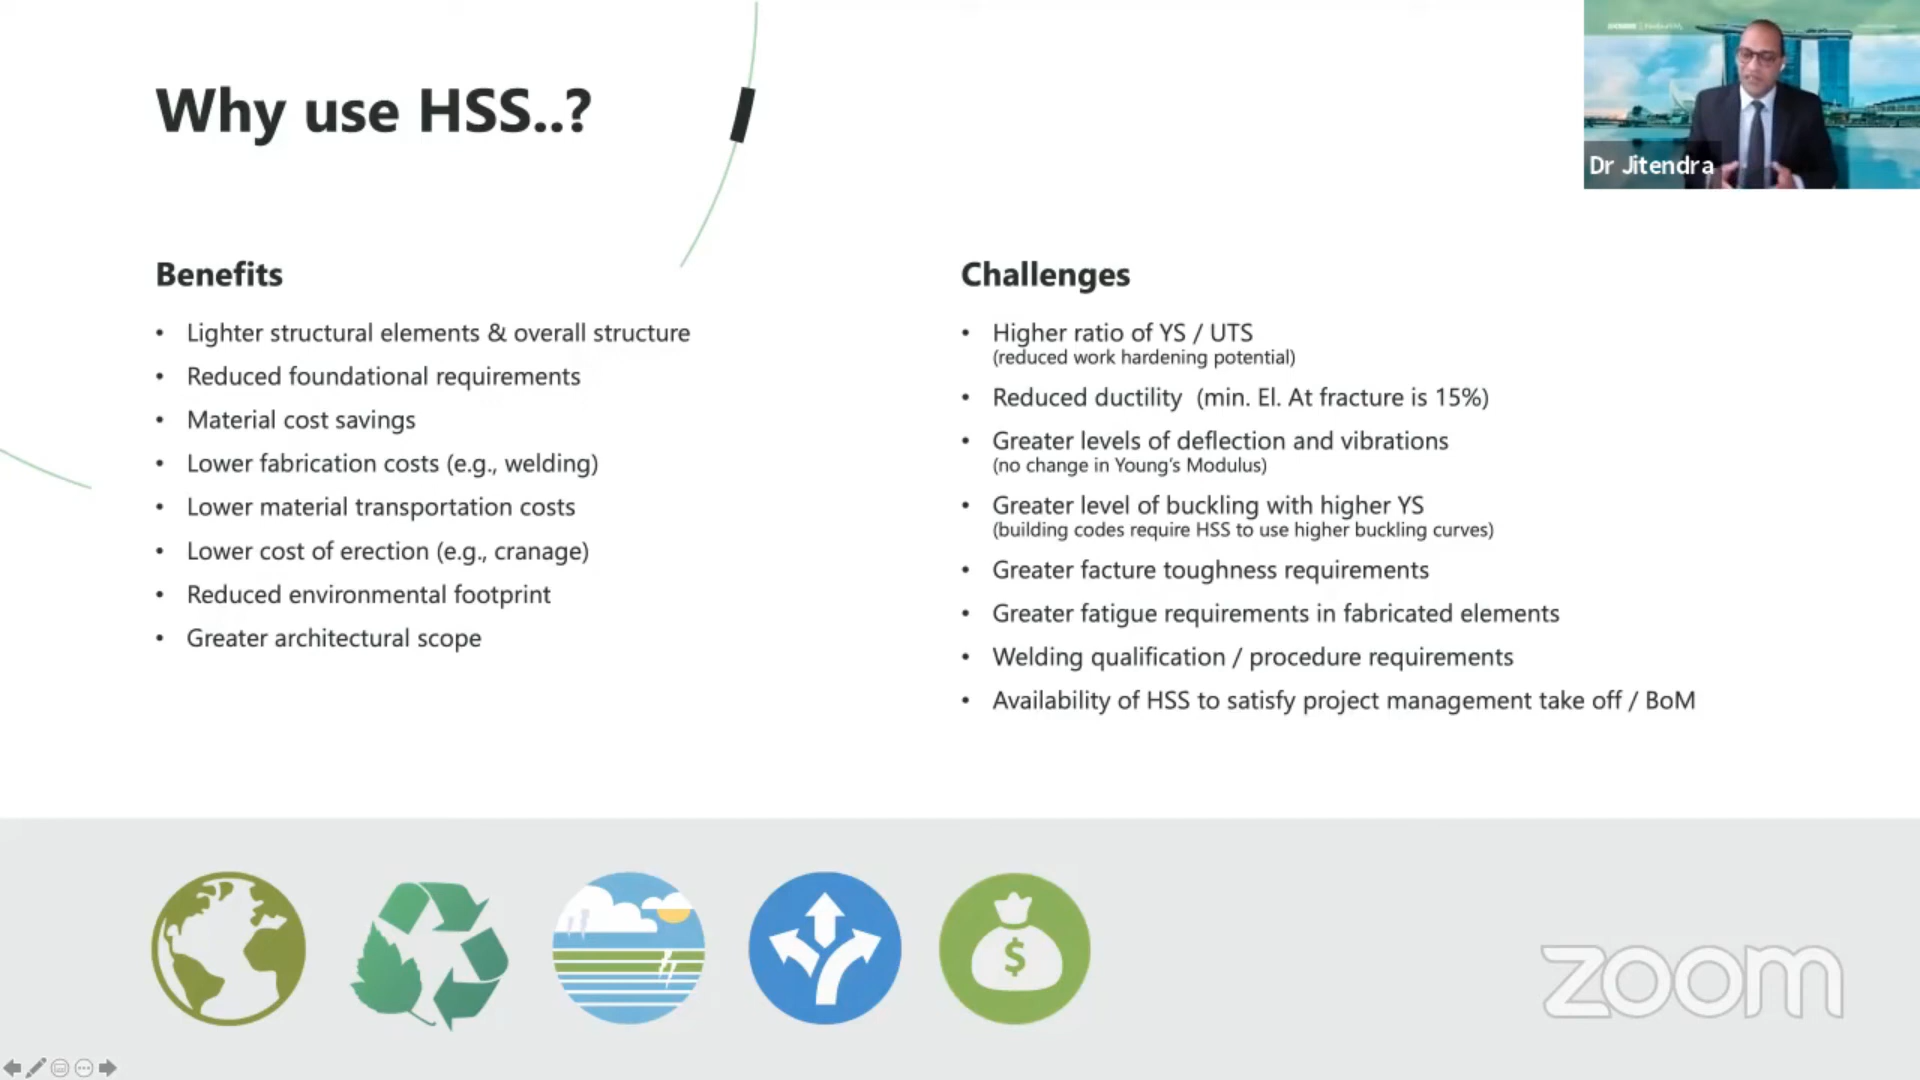 Why use HSS..?
Dr Jitendra
Benefits
• Lighter structural elements & overall structure
• Reduced foundational requirements
• Material cost savings
• Lower fabrication costs (e.g., welding)
• Lower material transportation costs
• Lower cost of erection (e.g., cranage)
• Reduced environmental footprint
• Greater architectural scope
Challenges
• Higher ratio of YS / UTS
(reduced work hardening potential)
• Reduced ductility (min. El. At fracture is 15%)
• Greater levels of deflection and vibrations
(no change in Young's Modulus)
• Greater level of buckling with higher YS
(building codes require HSS to use higher buckling curves)
• Greater facture toughness requirements
• Greater fatigue requirements in fabricated elements
• Welding qualification / procedure requirements
• Availability of HSS to satisfy project management take off / BoM
$
zoom